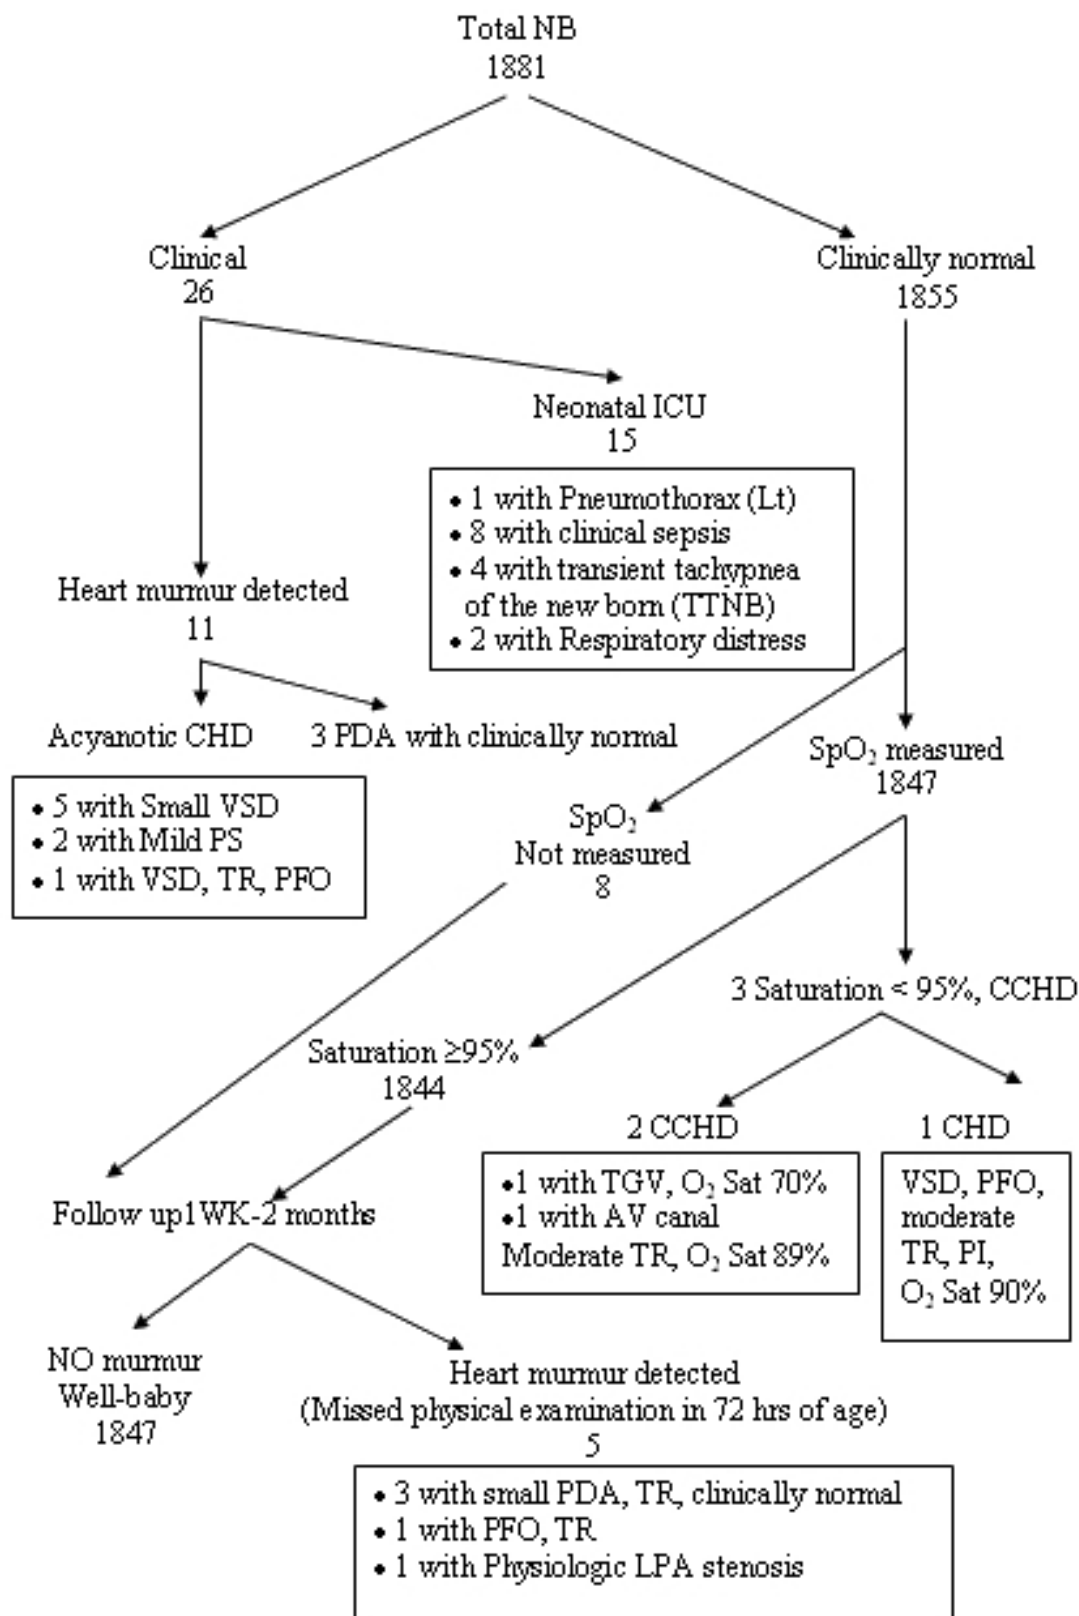 Total NB
1881
Clinical
26
Clinically normal
1855
Neonatal ICU
15
• 1 with Pneumothorax (Lt)
• 8 with clinical sepsis
• 4 with transient tachypnea
of the new born (TTNB)
• 2 with Respiratory distress
Heart murmur detected
11
Acyanotic CHD
3 PDA with clinically normal
• 5 with Small VSD
• 2 with Mild PS
• 1 with VSD, TR, PFO
SpO₂ measured
1847
SpO₂
Not measured
8
3 Saturation < 95%, CCHD
Saturation ≥95%
1844
2 CCHD
•1 with TGV, O₂ Sat 70%
•1 with AV canal
Moderate TR, O₂ Sat 89%
1 CHD
VSD, PFO,
moderate
TR, PI,
O₂ Sat 90%
Follow up1WK-2 months
NO murmur
Well-baby
1847
Heart murmur detected
(Missed physical examination in 72 hrs of age)
5
• 3 with small PDA, TR, clinically normal
• 1 with PFO, TR
• 1 with Physiologic LPA stenosis